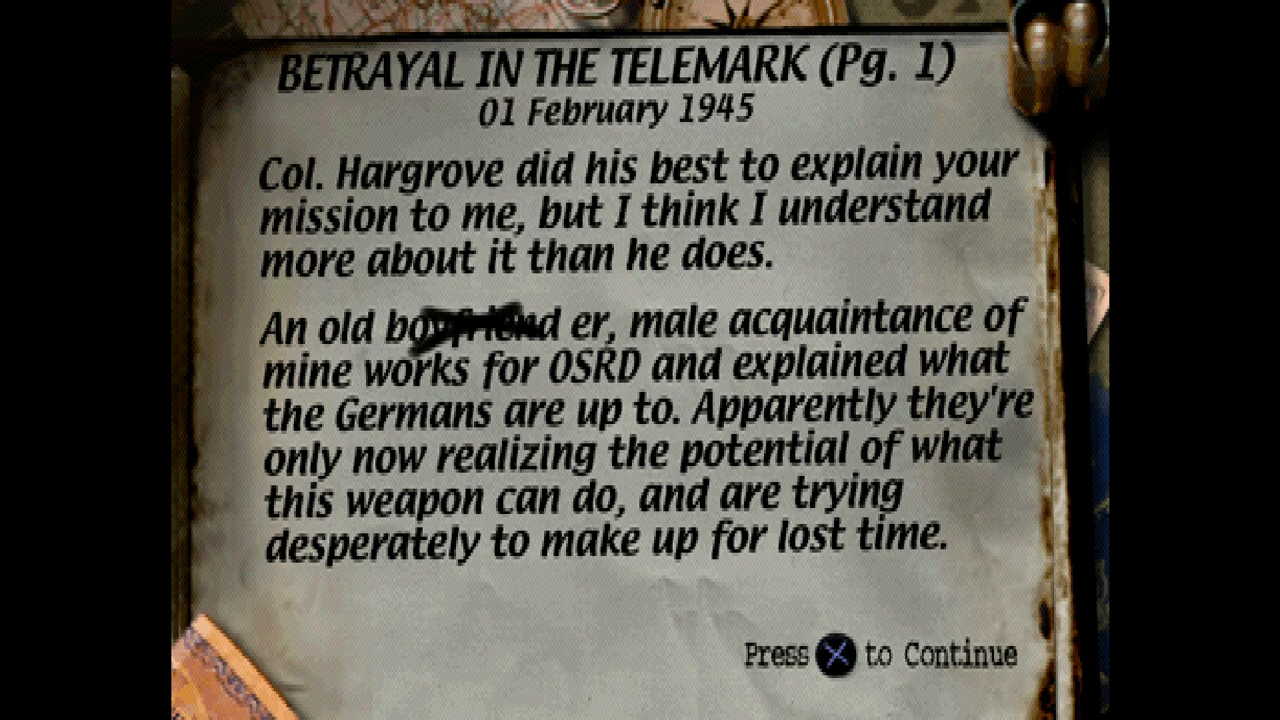 BETRAYAL IN THE TELEMARK (Pg. 1)
01 February 1945
Col. Hargrove did his best to explain your
mission to me, but I think I understand
more about it than he does.
An old boyfriend er, male acquaintance of
mine works for OSRD and explained what
the Germans are up to. Apparently they're
only now realizing the potential of what
this weapon can do, and are trying
desperately to make up for lost time.
Press X to Continue